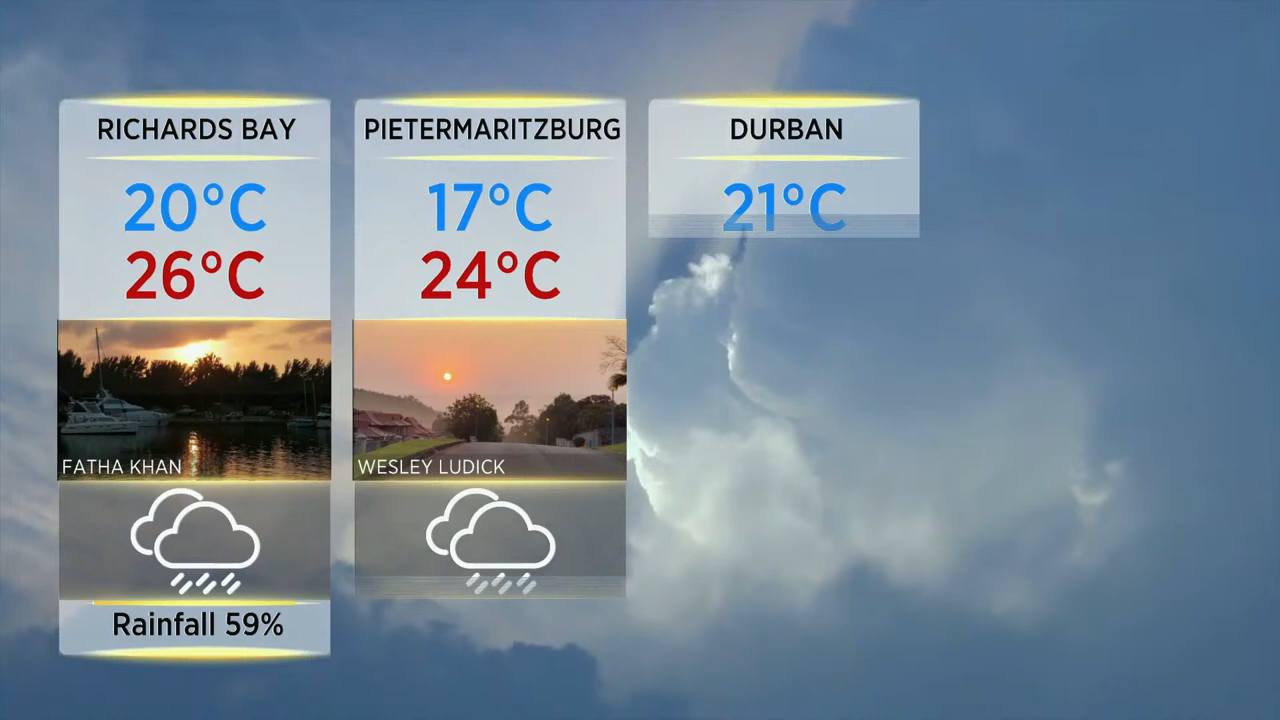 RICHARDS BAY
20°C
26°C
FATHA KHAN
Rainfall 59%
PIETERMARITZBURG
17°C
24°C
WESLEY LUDICK
DURBAN
21°C